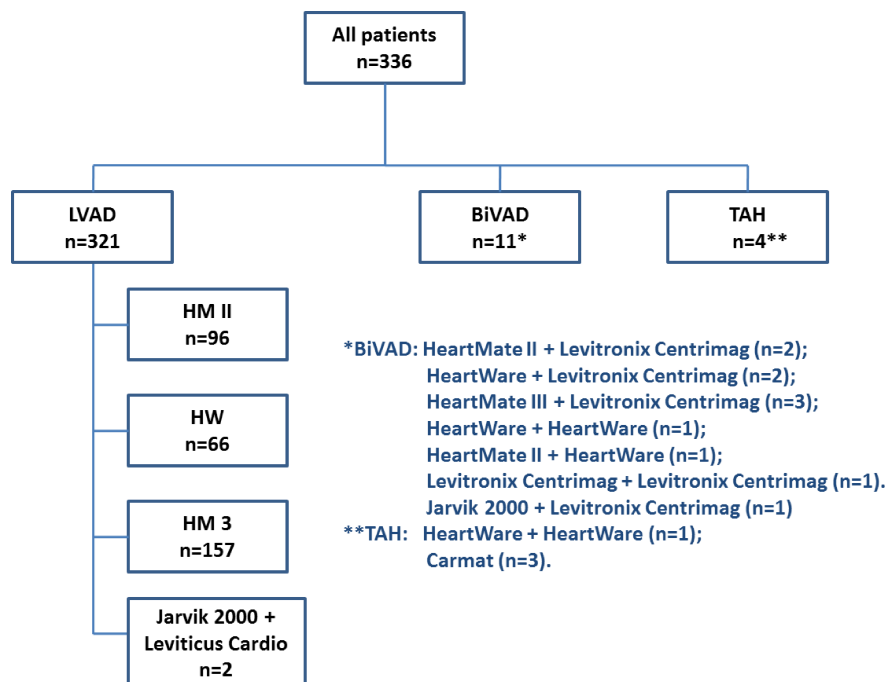 All patients
n=336
LVAD
n=321
BiVAD
n=11*
TAH
n=4**
HM II
n=96
HW
n=66
HM 3
n=157
Jarvik 2000 +
Leviticus Cardio
n=2
*BiVAD: HeartMate II + Levitronix Centrimag (n=2);
HeartWare + Levitronix Centrimag (n=2);
HeartMate III + Levitronix Centrimag (n=3);
HeartWare + HeartWare (n=1);
HeartMate II + HeartWare (n=1);
Levitronix Centrimag + Levitronix Centrimag (n=1).
Jarvik 2000 + Levitronix Centrimag (n=1)
**TAH: HeartWare + HeartWare (n=1);
Carmat (n=3).